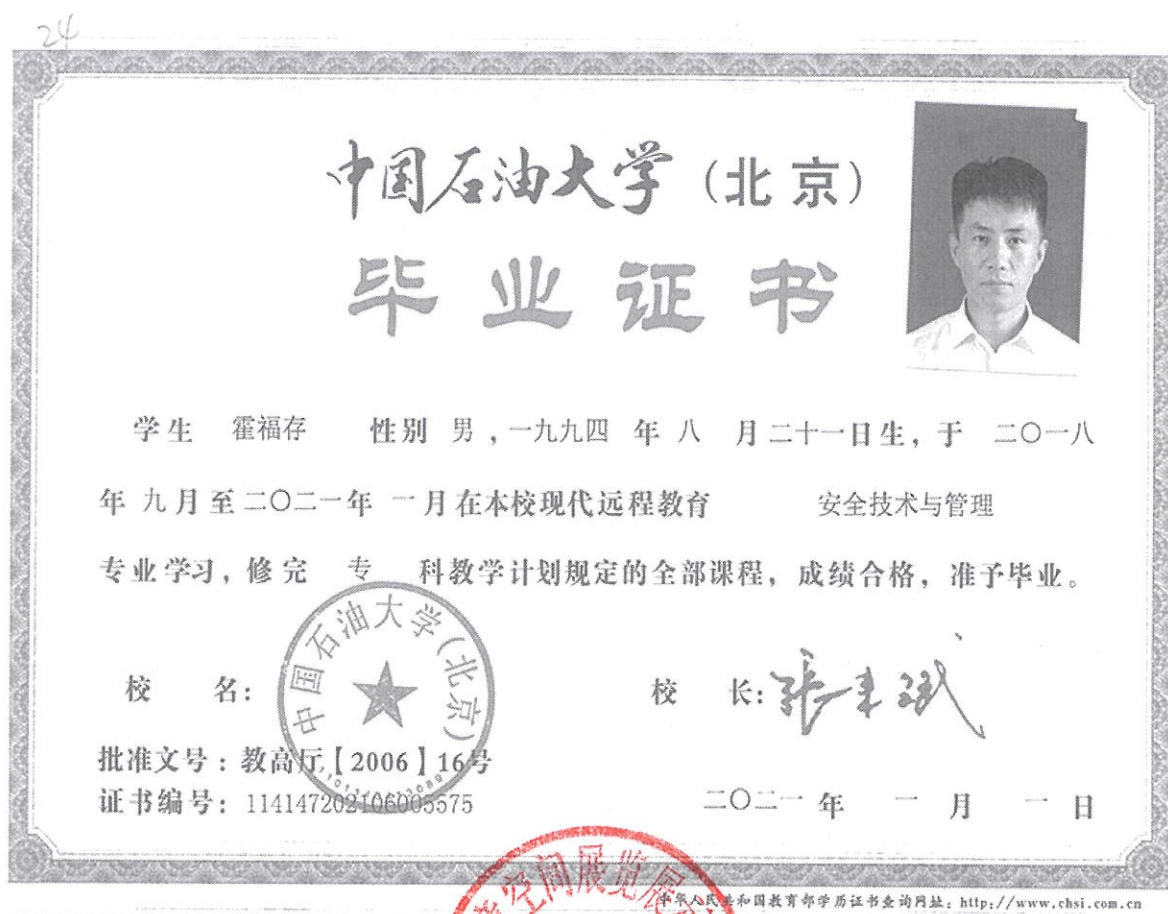 24
中国石油大学（北京）
毕业证书
学生 霍福存 性别 男，一九九四 年 八 月 二十一日生，于 二〇一八
年 九月至二〇二一年 一月在本校现代远程教育 安全技术与管理
专业学习，修完 专 科教学计划规定的全部课程，成绩合格，准予毕业。
中国石油大学(北京)
校 名： 校 长：张来斌
批准文号：教高厅【2006】16号
证书编号：114147202106005575
二〇二一 年 一 月 一 日
空间展览展
中华人民共和国教育部学历证书查询网址：http://www.chsi.com.cn